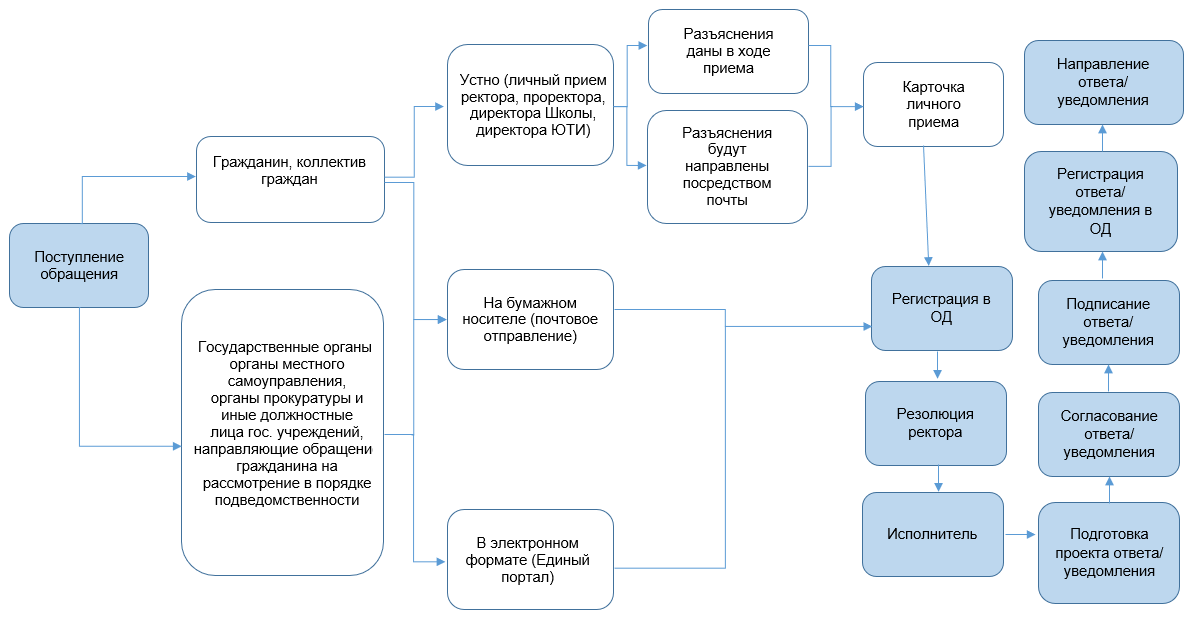 Поступление
обращения
Гражданин, коллектив
граждан
Государственные органы
органы местного
самоуправления,
органы прокуратуры и
иные должностные
лица гос. учреждений,
направляющие обращени
гражданина на
рассмотрение в порядке
подведомственности
Устно (личный прием
ректора, проректора,
директора Школы,
директора ЮТИ)
На бумажном
носителе (почтовое
отправление)
В электронном
формате (Единый
портал)
Разъяснения
даны в ходе
приема
Разъяснения
будут
направлены
посредством
почты
Карточка
личного
приема
Регистрация в
ОД
Резолюция
ректора
Исполнитель
Подготовка
проекта ответа/
уведомления
Согласование
ответа/
уведомления
Подписание
ответа/
уведомления
Регистрация
ответа/
уведомления в
ОД
Направление
ответа/
уведомления